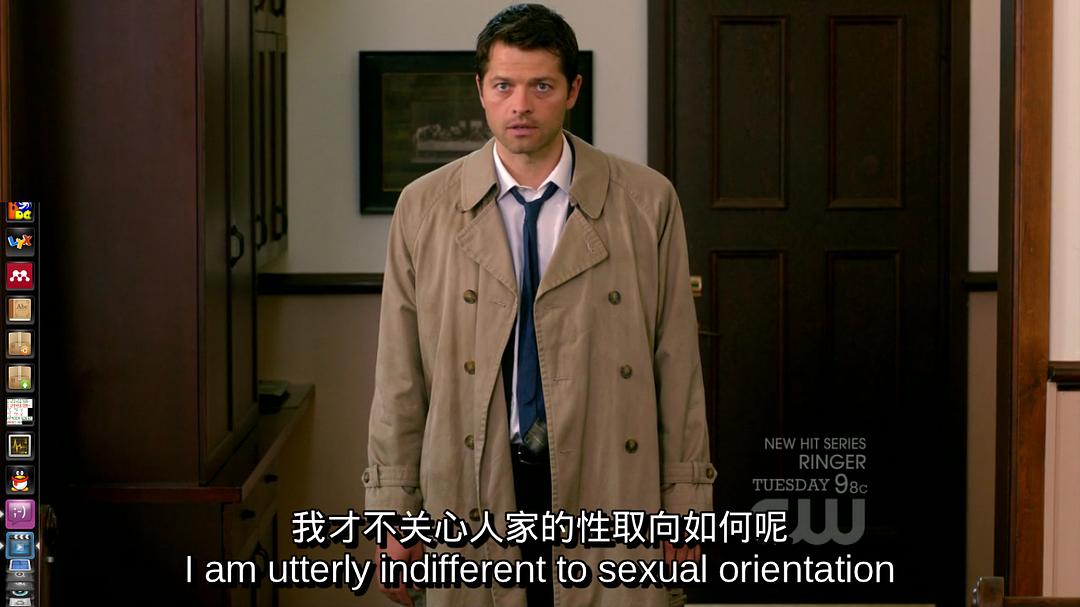 NEW HIT SERIES
RINGER
TUESDAY 9 8c
CW
我才不关心人家的性取向如何呢
I am utterly indifferent to sexual orientation